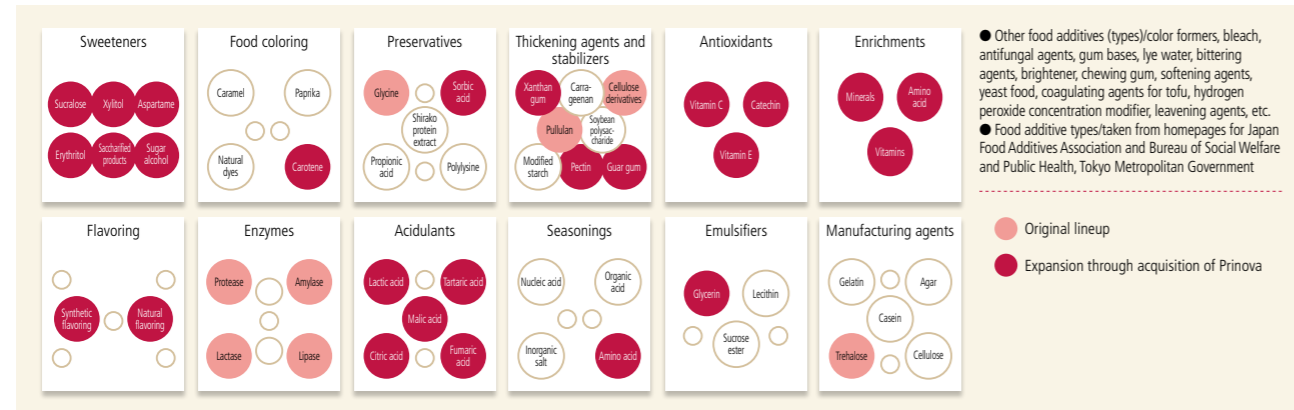 Sweeteners
Sucralose
Xylitol
Aspartame
Erythritol
Saccharified
products
Sugar
alcohol
Food coloring
Caramel
Paprika
Natural
dyes
Carotene
Preservatives
Glycine
Sorbic
acid
Shirako
protein
extract
Propionic
acid
Polylysine
Thickening agents and
stabilizers
Xanthan
gum
Carra-
geenan
Cellulose
derivatives
Pullulan
Soybean
polysac-
charide
Modified
starch
Pectin
Guar gum
Antioxidants
Vitamin C
Catechin
Vitamin E
Enrichments
Minerals
Amino
acid
Vitamins
● Other food additives (types)/color formers, bleach,
antifungal agents, gum bases, lye water, bittering
agents, brightener, chewing gum, softening agents,
yeast food, coagulating agents for tofu, hydrogen
peroxide concentration modifier, leavening agents, etc.
● Food additive types/taken from homepages for Japan
Food Additives Association and Bureau of Social Welfare
and Public Health, Tokyo Metropolitan Government
Original lineup
Expansion through acquisition of Prinova
Flavoring
Synthetic
flavoring
Natural
flavoring
Enzymes
Protease
Amylase
Lactase
Lipase
Acidulants
Lactic acid
Tartaric acid
Malic acid
Citric acid
Fumaric
acid
Seasonings
Nucleic acid
Organic
acid
Inorganic
salt
Amino acid
Emulsifiers
Glycerin
Lecithin
Sucrose
ester
Manufacturing agents
Gelatin
Agar
Casein
Trehalose
Cellulose